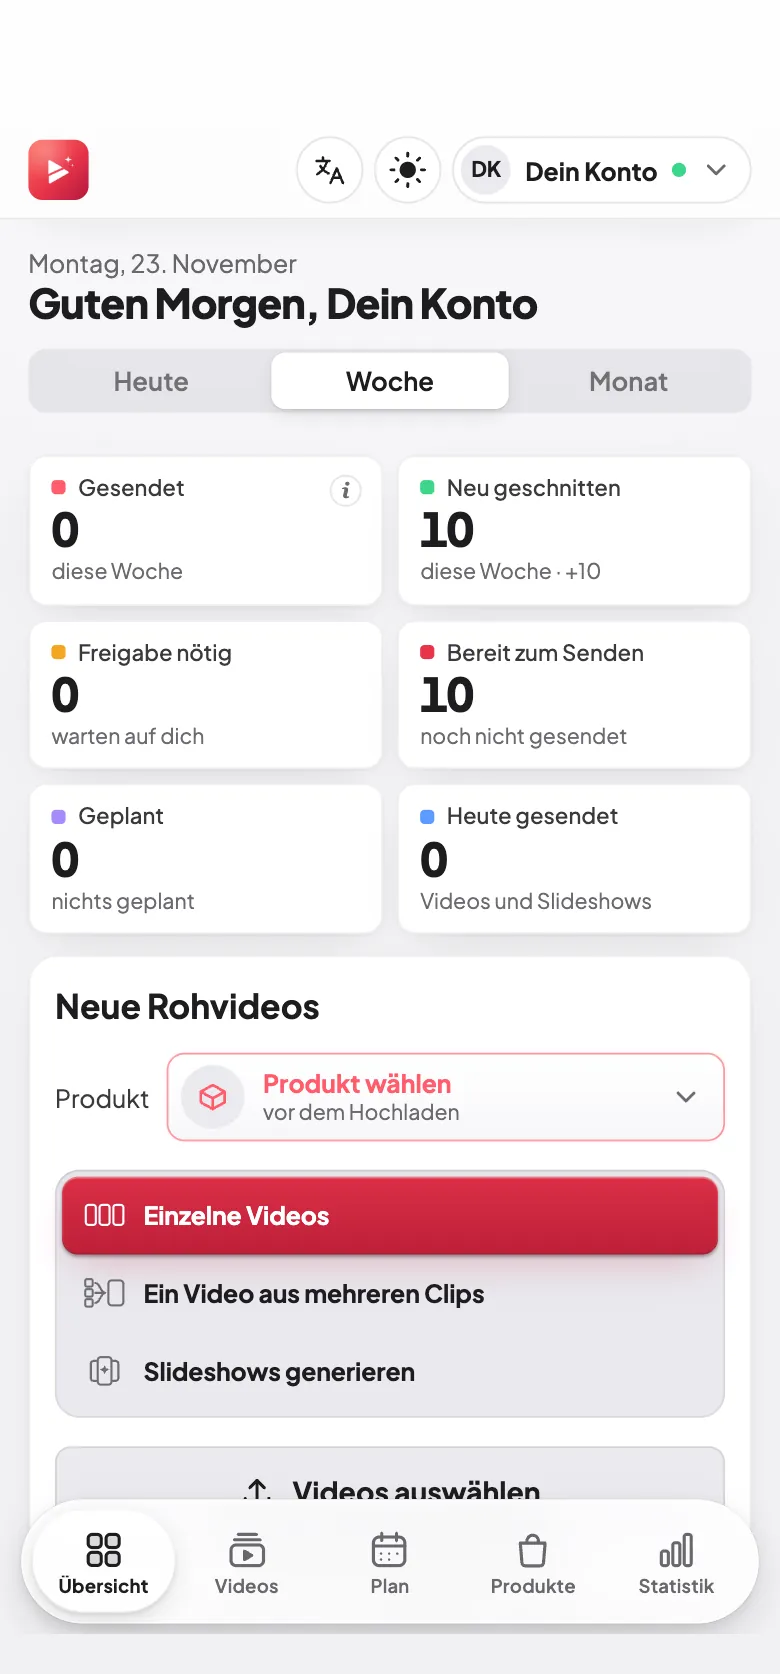 DK
Dein Konto
Montag, 23. November
Guten Morgen, Dein Konto
Heute
Woche
Monat
Gesendet
0
diese Woche
Neu geschnitten
10
diese Woche · +10
Freigabe nötig
0
warten auf dich
Bereit zum Senden
10
noch nicht gesendet
Geplant
0
nichts geplant
Heute gesendet
0
Videos und Slideshows
Neue Rohvideos
Produkt
Produkt wählen
vor dem Hochladen
Einzelne Videos
Ein Video aus mehreren Clips
Slideshows generieren
Videos auswählen
Übersicht
Videos
Plan
Produkte
Statistik